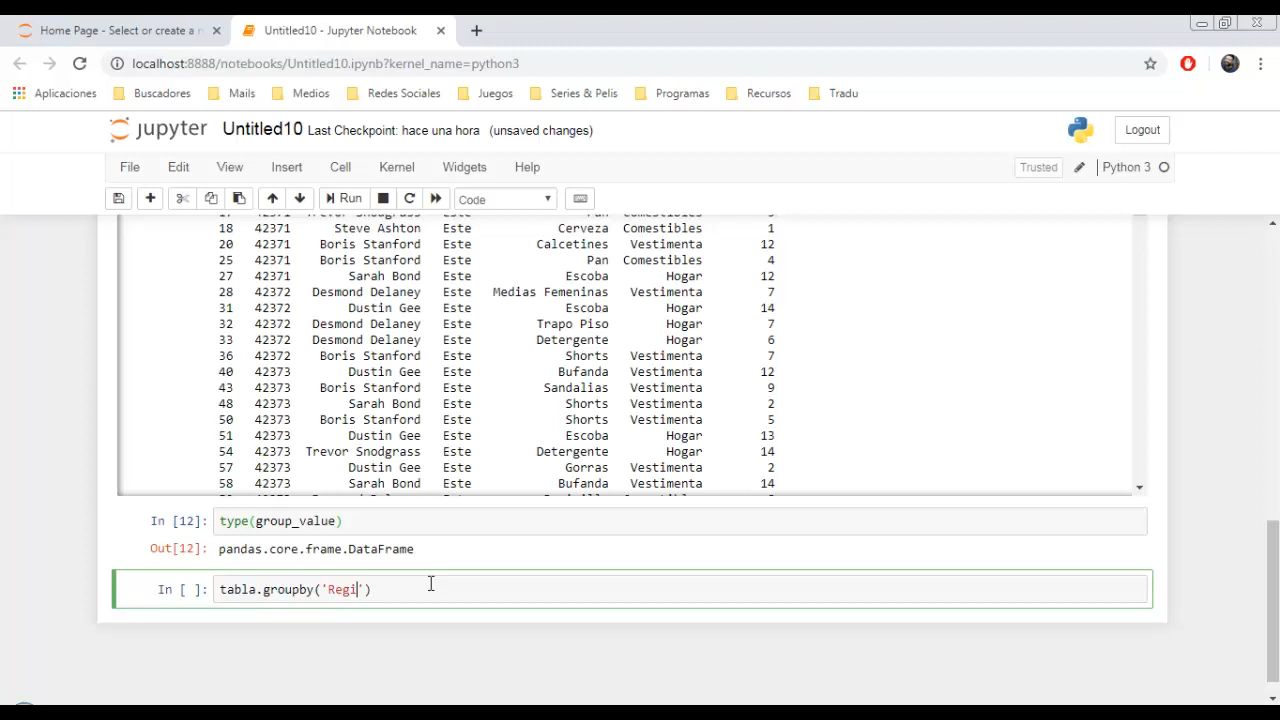 Home Page - Select or create a n
Untitled10 - Jupyter Notebook
localhost:8888/notebooks/Untitled10.ipynb?kernel_name=python3
Aplicaciones Buscadores Mails Medios Redes Sociales Juegos Series & Pelis Programas Recursos Tradu
jupyter Untitled10 Last Checkpoint: hace una hora (unsaved changes) Logout
File Edit View Insert Cell Kernel Widgets Help Trusted Python 3
Run Code
17 42371 Trevor Snodgrass Este Pan Comestibles
18 42371 Steve Ashton Este Cerveza Comestibles 1
20 42371 Boris Stanford Este Calcetines Vestimenta 12
25 42371 Boris Stanford Este Pan Comestibles 4
27 42371 Sarah Bond Este Escoba Hogar 12
28 42372 Desmond Delaney Este Medias Femeninas Vestimenta 7
31 42372 Dustin Gee Este Escoba Hogar 14
32 42372 Desmond Delaney Este Trapo Piso Hogar 7
33 42372 Desmond Delaney Este Detergente Hogar 6
36 42372 Boris Stanford Este Shorts Vestimenta 7
40 42372 Dustin Gee Este Bufanda Vestimenta 12
43 42373 Boris Stanford Este Sandalias Vestimenta 9
48 42373 Sarah Bond Este Shorts Vestimenta 2
50 42373 Boris Stanford Este Shorts Vestimenta 5
51 42373 Dustin Gee Este Escoba Hogar 13
54 42373 Trevor Snodgrass Este Detergente Hogar 14
57 42373 Dustin Gee Este Gorras Vestimenta 2
58 42373 Boris Stanford Este Bufanda Vestimenta 14
In [12]: type(group_value)
Out[12]: pandas.core.frame.DataFrame
In [ ]: tabla.groupby('Regi')